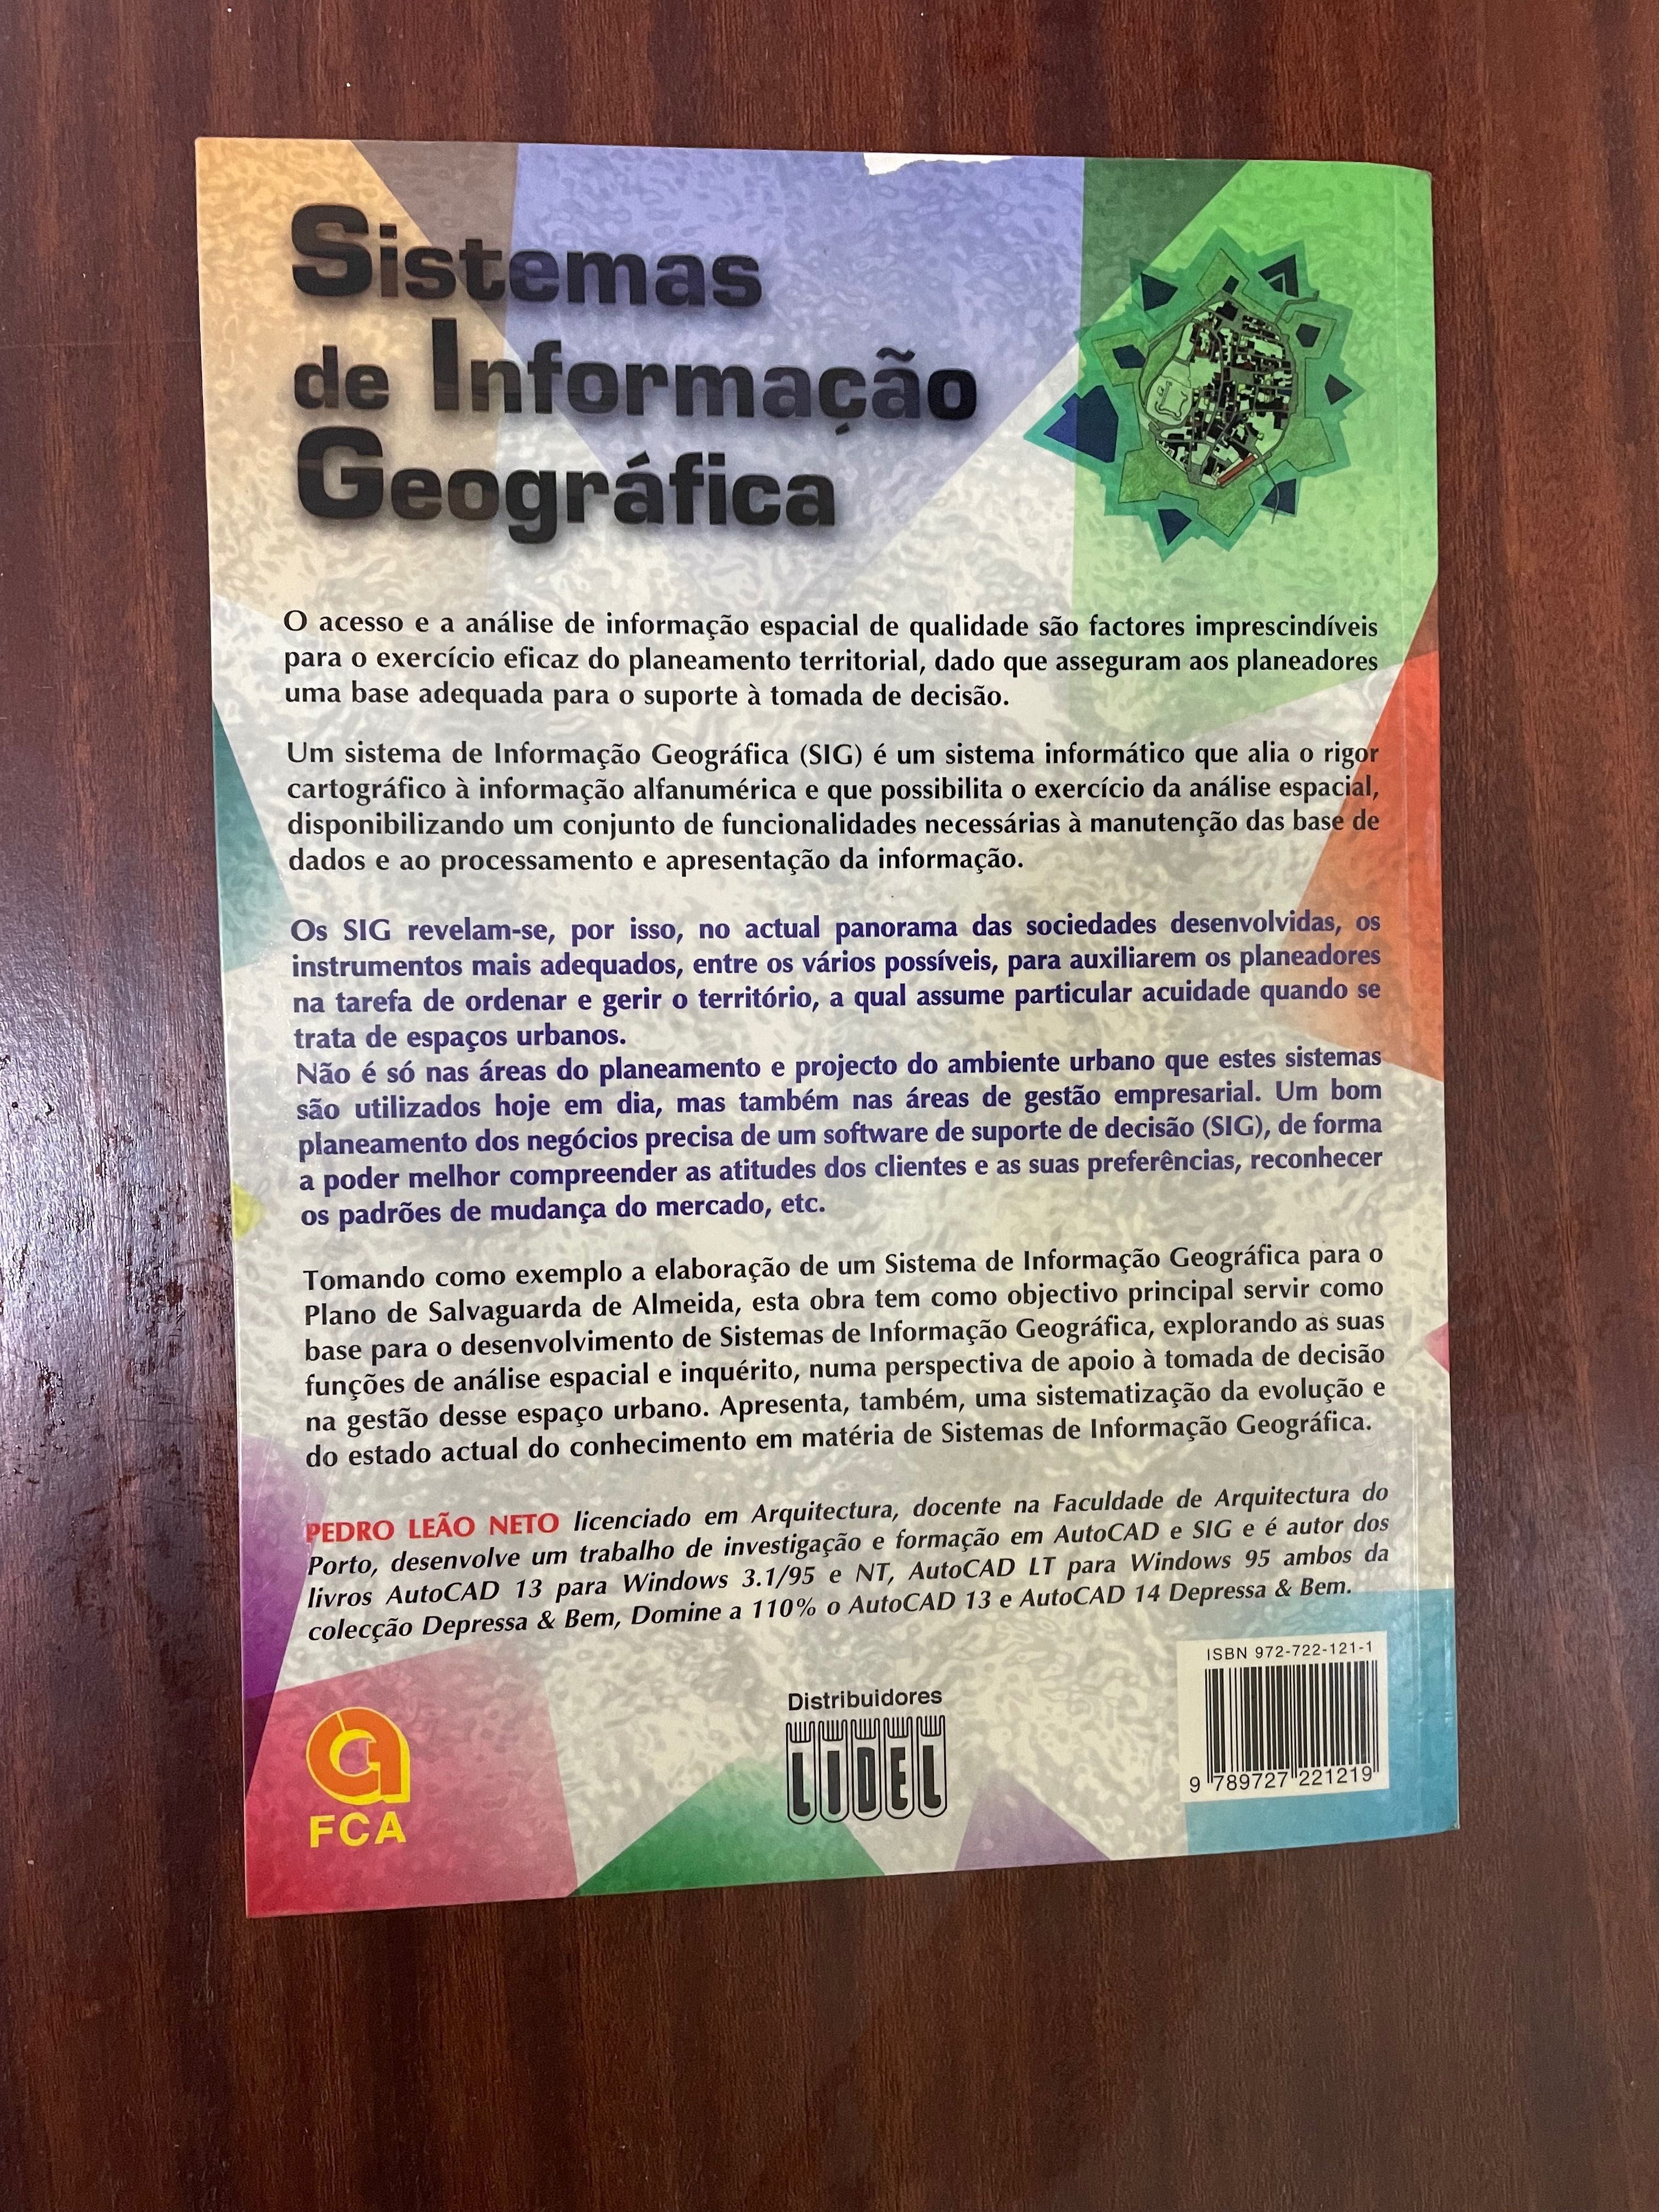 Sistemas
de Informação
Geográfica
O acesso e a análise de informação espacial de qualidade são factores imprescindíveis
para o exercício eficaz do planeamento territorial, dado que asseguram aos planeadores
uma base adequada para o suporte à tomada de decisão.
Um sistema de Informação Geográfica (SIG) é um sistema informático que alia o rigor
cartográfico à informação alfanumérica e que possibilita o exercício da análise espacial,
disponibilizando um conjunto de funcionalidades necessárias à manutenção das base de
dados e ao processamento e apresentação da informação.
Os SIG revelam-se, por isso, no actual panorama das sociedades desenvolvidas, os
instrumentos mais adequados, entre os vários possíveis, para auxiliarem os planeadores
na tarefa de ordenar e gerir o território, a qual assume particular acuidade quando se
trata de espaços urbanos.
Não é só nas áreas do planeamento e projecto do ambiente urbano que estes sistemas
são utilizados hoje em dia, mas também nas áreas de gestão empresarial. Um bom
planeamento dos negócios precisa de um software de suporte de decisão (SIG), de forma
a poder melhor compreender as atitudes dos clientes e as suas preferências, reconhecer
os padrões de mudança do mercado, etc.
Tomando como exemplo a elaboração de um Sistema de Informação Geográfica para o
Plano de Salvaguarda de Almeida, esta obra tem como objectivo principal servir como
base para o desenvolvimento de Sistemas de Informação Geográfica, explorando as suas
funções de análise espacial e inquérito, numa perspectiva de apoio à tomada de decisão
na gestão desse espaço urbano. Apresenta, também, uma sistematização da evolução e
do estado actual do conhecimento em matéria de Sistemas de Informação Geográfica.
PEDRO LEÃO NETO licenciado em Arquitectura, docente na Faculdade de Arquitectura do
Porto, desenvolve um trabalho de investigação e formação em AutoCAD e SIG e é autor dos
livros AutoCAD 13 para Windows 3.1/95 e NT, AutoCAD LT para Windows 95 ambos da
colecção Depressa & Bem, Domine a 110% o AutoCAD 13 e AutoCAD 14 Depressa & Bem.
ISBN 972-722-121-1
9 789727 221219
Distribuidores
LIDEL
FCA